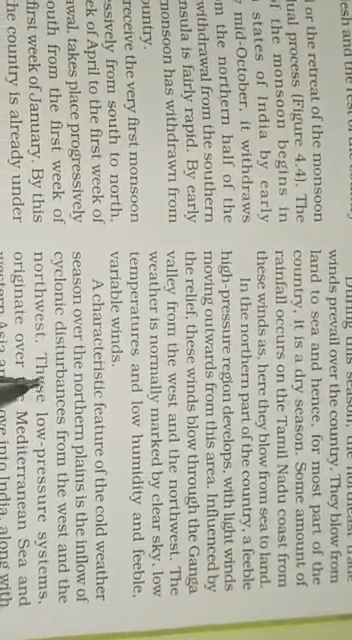 esh and the rest of
or the retreat of the monsoon
tual process (Figure 4.4). The
f the monsoon begins in
states of India by early
mid-October, it withdraws
m the northern half of the
withdrawal from the southern
nsula is fairly rapid. By early
monsoon has withdrawn from
ountry.
receive the very first monsoon
essively from south to north,
ek of April to the first week of
awal, takes place progressively
outh from the first week of
first week of January. By this
he country is already under
During this season, the northeast trade
winds prevail over the country. They blow from
land to sea and hence, for most part of the
country, it is a dry season. Some amount of
rainfall occurs on the Tamil Nadu coast from
these winds as, here they blow from sea to land.
In the northern part of the country, a feeble
high-pressure region develops, with light winds
moving outwards from this area. Influenced by
the relief, these winds blow through the Ganga
valley from the west and the northwest. The
weather is normally marked by clear sky, low
temperatures and low humidity and feeble,
variable winds.
A characteristic feature of the cold weather
season over the northern plains is the inflow of
cyclonic disturbances from the west and the
northwest. These low-pressure systems,
originate over Mediterranean Sea and
western Asia into India, along with